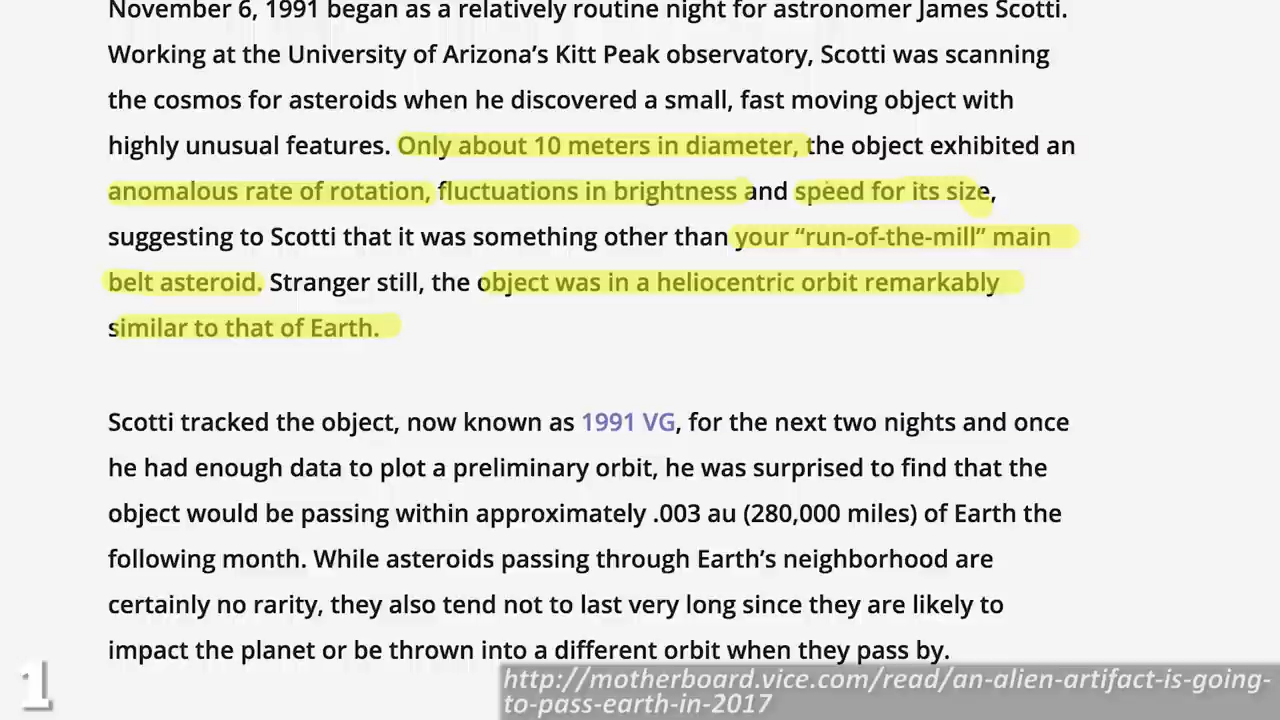 November 6, 1991 began as a relatively routine night for astronomer James Scotti.
Working at the University of Arizona’s Kitt Peak observatory, Scotti was scanning
the cosmos for asteroids when he discovered a small, fast moving object with
highly unusual features. Only about 10 meters in diameter, the object exhibited an
anomalous rate of rotation, fluctuations in brightness and speed for its size,
suggesting to Scotti that it was something other than your “run-of-the-mill” main
belt asteroid. Stranger still, the object was in a heliocentric orbit remarkably
similar to that of Earth.
Scotti tracked the object, now known as 1991 VG, for the next two nights and once
he had enough data to plot a preliminary orbit, he was surprised to find that the
object would be passing within approximately .003 au (280,000 miles) of Earth the
following month. While asteroids passing through Earth’s neighborhood are
certainly no rarity, they also tend not to last very long since they are likely to
impact the planet or be thrown into a different orbit when they pass by.
1
http://motherboard.vice.com/read/an-alien-artifact-is-going-
to-pass-earth-in-2017